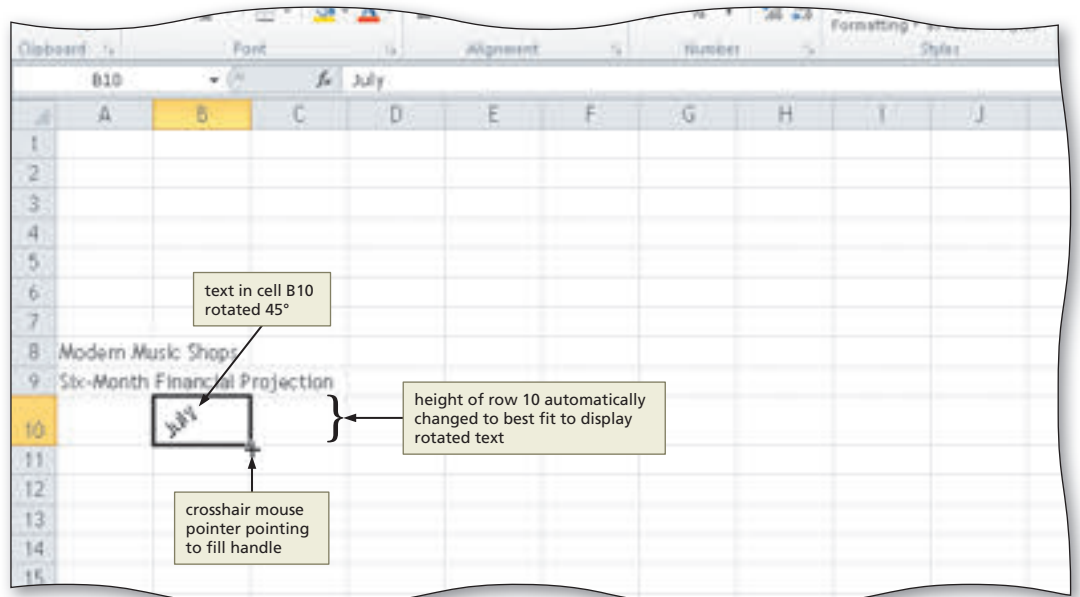 Formatting
Clipboard Font Alignment Number Styles
B10 fx July
A B C D E F G H I J
1
2
3
4
5
6
7
text in cell B10
rotated 45°
8 Modern Music Shops
9 Six-Month Financial Projection
10 July
height of row 10 automatically
changed to best fit to display
rotated text
11
12
13
14
15
crosshair mouse
pointer pointing
to fill handle